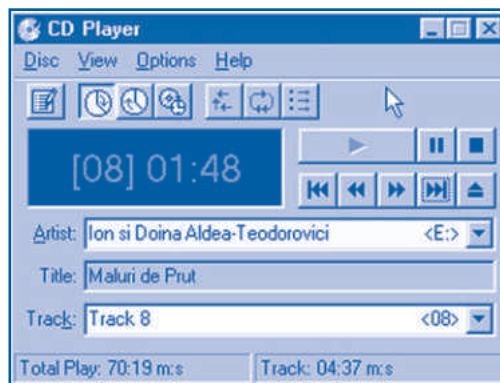 CD Player
Disc View Options Help
[08] 01:48
Artist: Ion si Doina Aldea-Teodorovici <E:>
Title: Maluri de Prut
Track: Track 8 <08>
Total Play: 70:19 m:s Track: 04:37 m:s